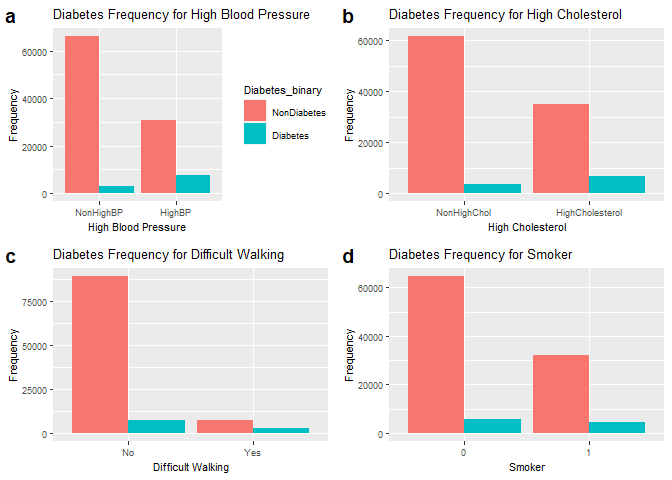 a
Diabetes Frequency for High Blood Pressure
60000
40000
20000
0
Frequency
NonHighBP HighBP
High Blood Pressure
Diabetes_binary
NonDiabetes
Diabetes
b
Diabetes Frequency for High Cholesterol
60000
40000
20000
0
Frequency
NonHighChol HighCholesterol
High Cholesterol
c
Diabetes Frequency for Difficult Walking
75000
50000
25000
0
Frequency
No Yes
Difficult Walking
d
Diabetes Frequency for Smoker
60000
40000
20000
0
Frequency
0 1
Smoker